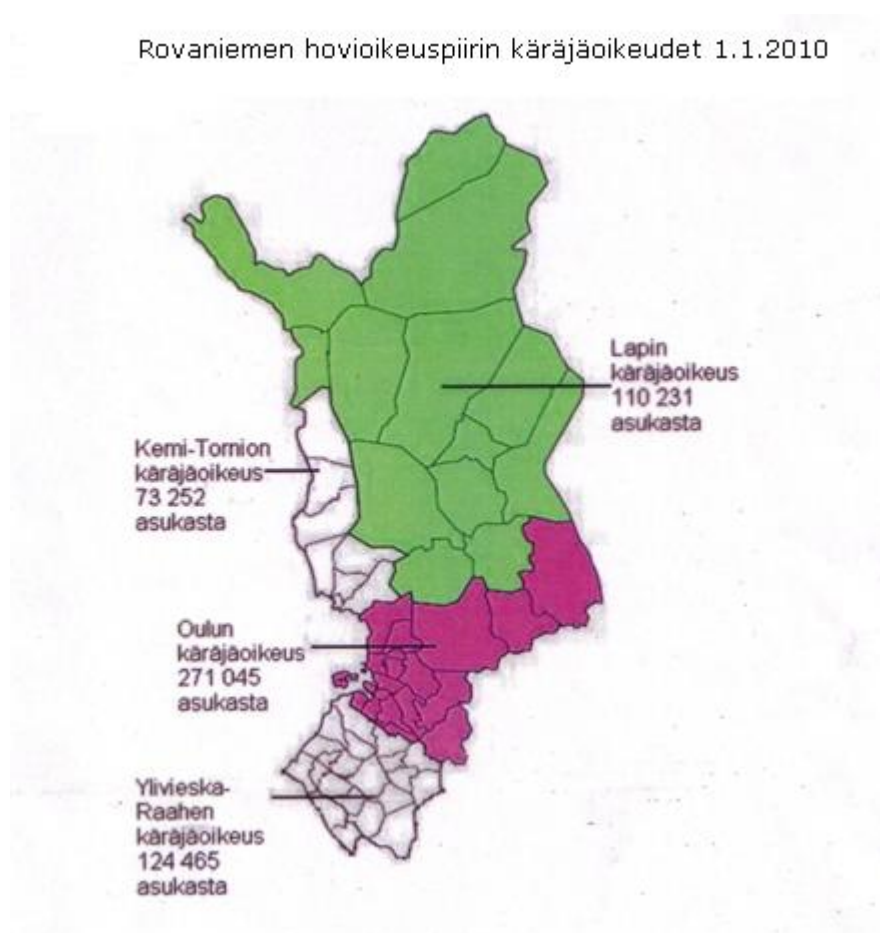 Rovaniemen hovioikeuspiirin käräjäoikeudet 1.1.2010
Lapin
käräjäoikeus
110 231
asukasta
Kemi-Tornion
käräjäoikeus
73 252
asukasta
Oulun
käräjäoikeus
271 045
asukasta
Ylivieska-
Raahen
käräjäoikeus
124 465
asukasta